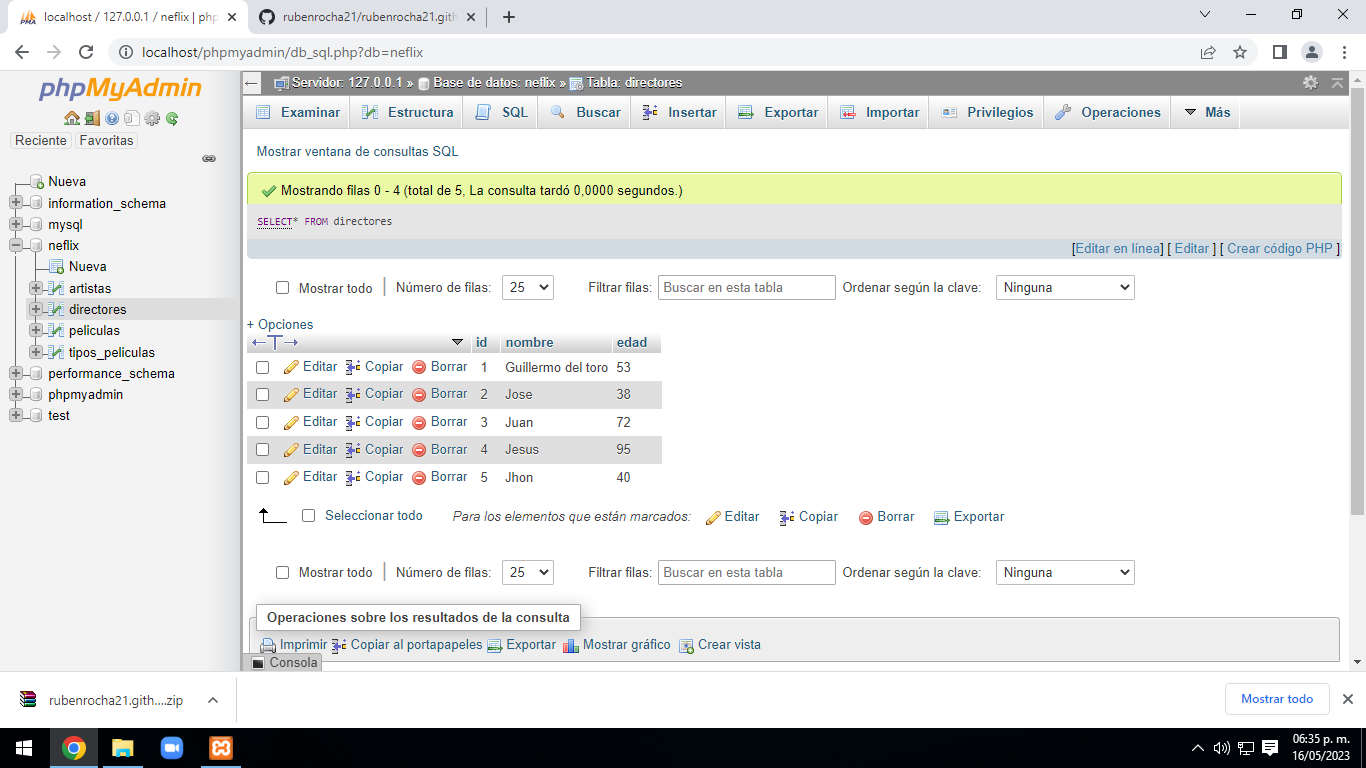 localhost / 127.0.0.1 / neflix | php
rubenrocha21/rubenrocha21.gith
localhost/phpmyadmin/db_sql.php?db=neflix
phpMyAdmin
Reciente Favoritas
Nueva
information_schema
mysql
neflix
Nueva
artistas
directores
peliculas
tipos_peliculas
performance_schema
phpmyadmin
test
Servidor: 127.0.0.1 » Base de datos: neflix » Tabla: directores
Examinar Estructura SQL Buscar Insertar Exportar Importar Privilegios Operaciones Más
Mostrar ventana de consultas SQL
Mostrando filas 0 - 4 (total de 5, La consulta tardó 0,0000 segundos.)
SELECT* FROM directores
[Editar en línea] [ Editar ] [ Crear código PHP ]
Mostrar todo Número de filas: 25 Filtrar filas: Buscar en esta tabla Ordenar según la clave: Ninguna
+ Opciones
id nombre edad
Editar Copiar Borrar 1 Guillermo del toro 53
Editar Copiar Borrar 2 Jose 38
Editar Copiar Borrar 3 Juan 72
Editar Copiar Borrar 4 Jesus 95
Editar Copiar Borrar 5 Jhon 40
Seleccionar todo Para los elementos que están marcados: Editar Copiar Borrar Exportar
Mostrar todo Número de filas: 25 Filtrar filas: Buscar en esta tabla Ordenar según la clave: Ninguna
Operaciones sobre los resultados de la consulta
Imprimir Copiar al portapapeles Exportar Mostrar gráfico Crear vista
Consola
rubenrocha21.gith....zip
Mostrar todo
06:35 p. m.
16/05/2023